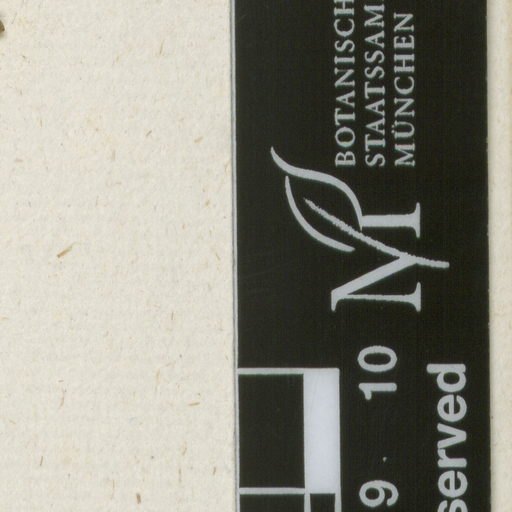 BOTANISCH
STAATSSAM
MÜNCHEN
M
9 10
served